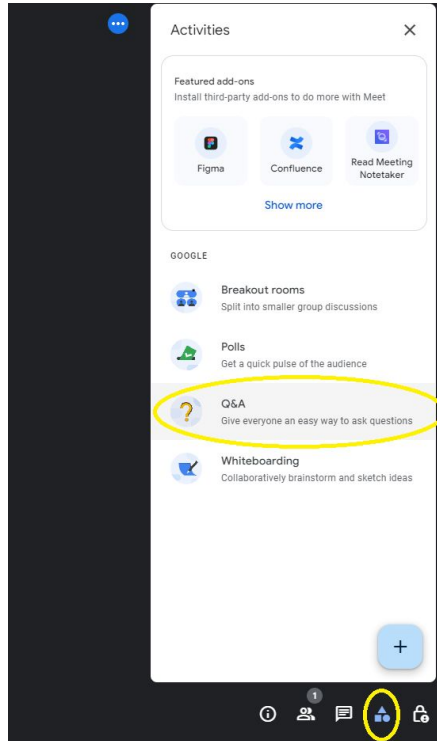 Activities
Featured add-ons
Install third-party add-ons to do more with Meet
Figma
Confluence
Read Meeting
Notetaker
Show more
GOOGLE
Breakout rooms
Split into smaller group discussions
Polls
Get a quick pulse of the audience
Q&A
Give everyone an easy way to ask questions
Whiteboarding
Collaboratively brainstorm and sketch ideas
1